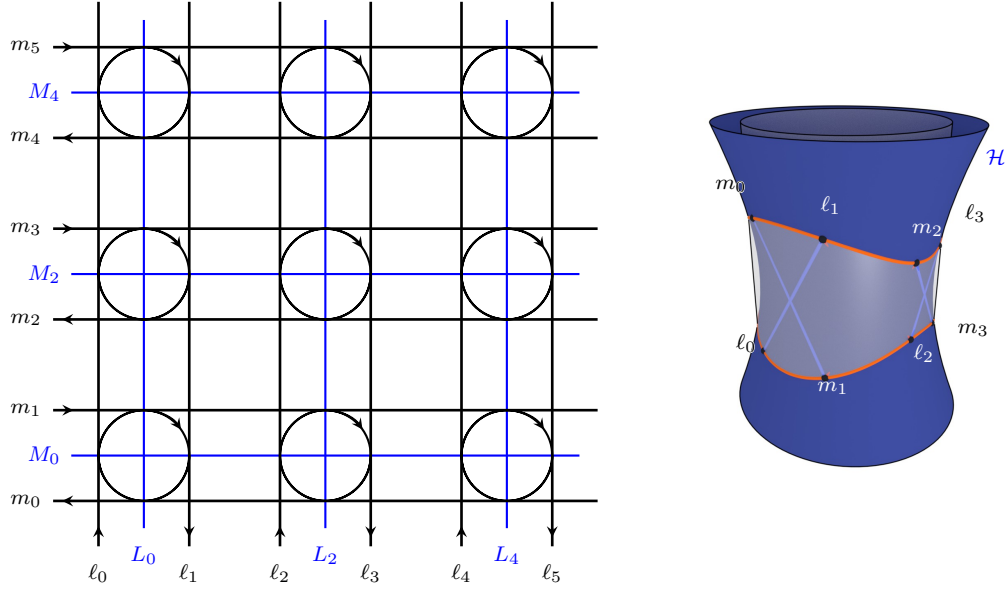 m₅
M₄
m₄
m₃
M₂
m₂
m₁
M₀
m₀
L₀ L₂ L₄
ℓ₀ ℓ₁ ℓ₂ ℓ₃ ℓ₄ ℓ₅
ℋ
m₀
ℓ₁ ℓ₃
m₂
m₃
ℓ₀ ℓ₂
m₁